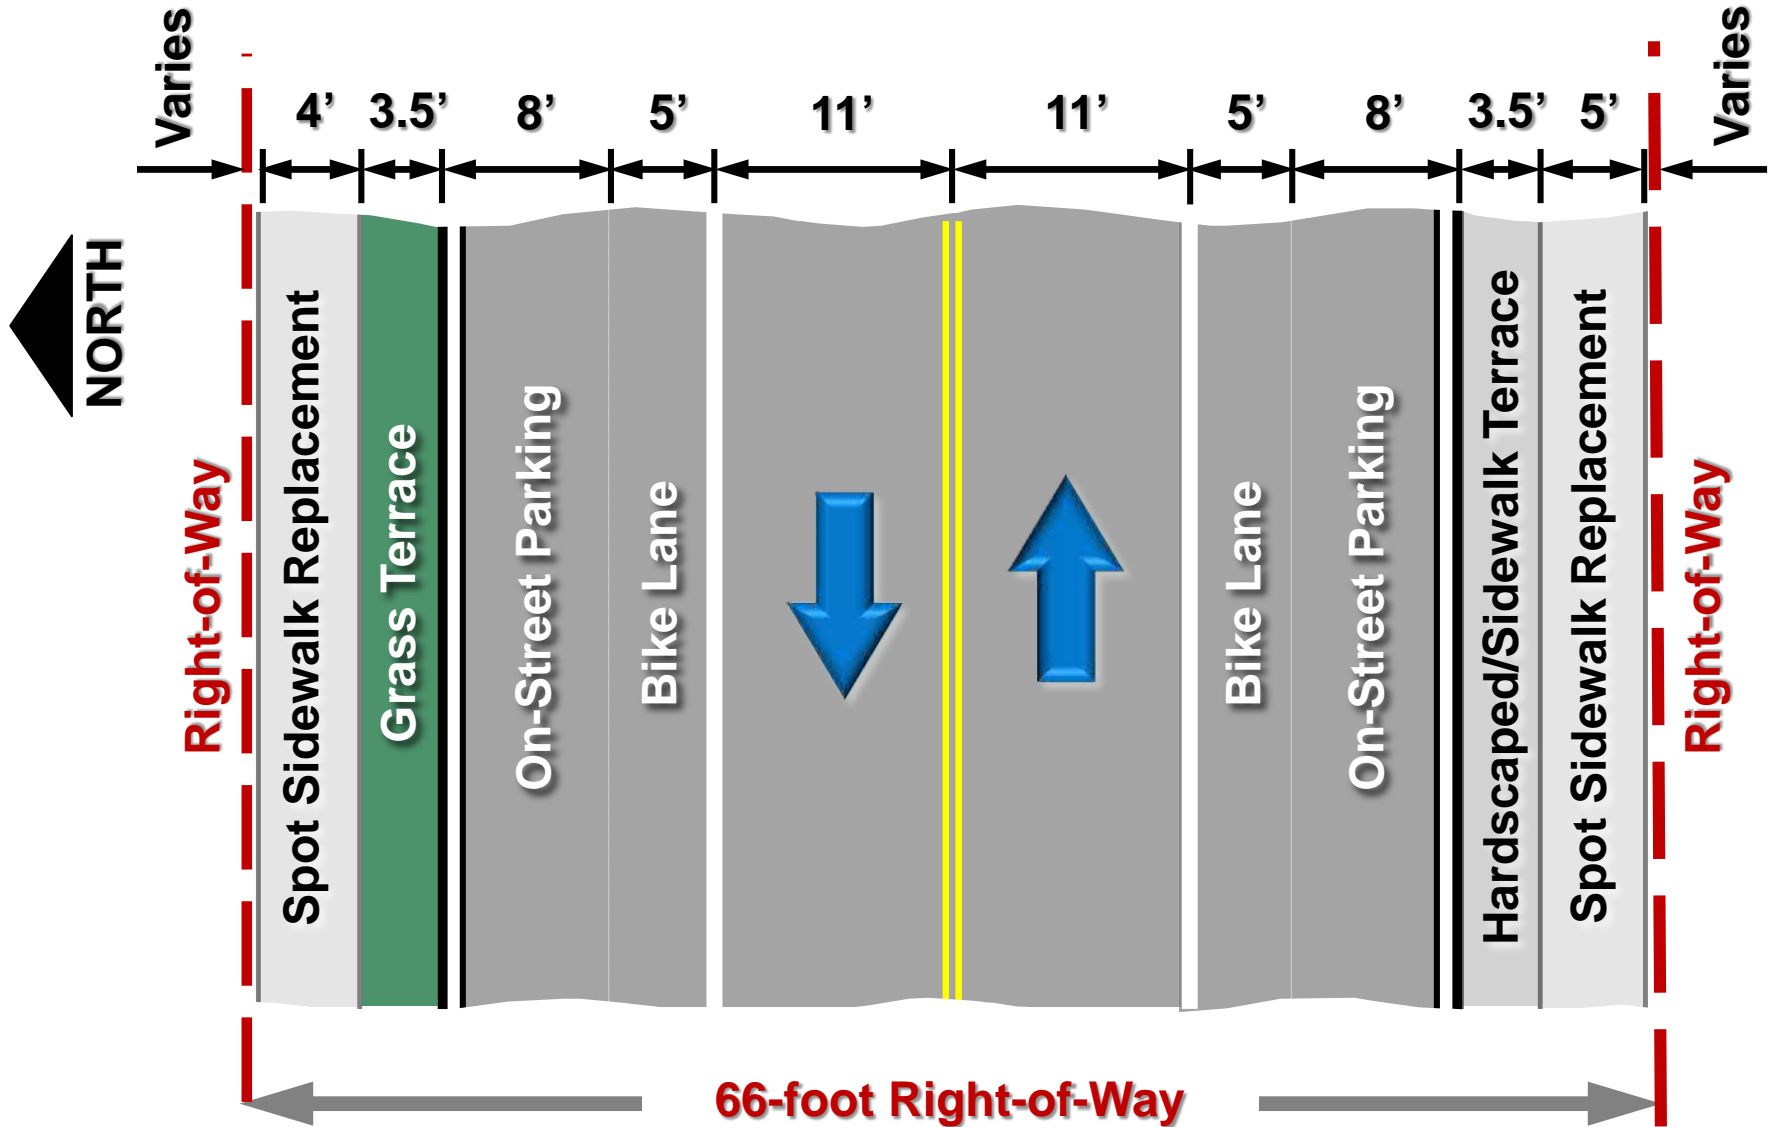 Varies
4’
3.5’
8’
5’
11’
11’
5’
8’
3.5’
5’
Varies
NORTH
Right-of-Way
Spot Sidewalk Replacement
Grass Terrace
On-Street Parking
Bike Lane
Bike Lane
On-Street Parking
Hardscaped/Sidewalk Terrace
Spot Sidewalk Replacement
Right-of-Way
66-foot Right-of-Way